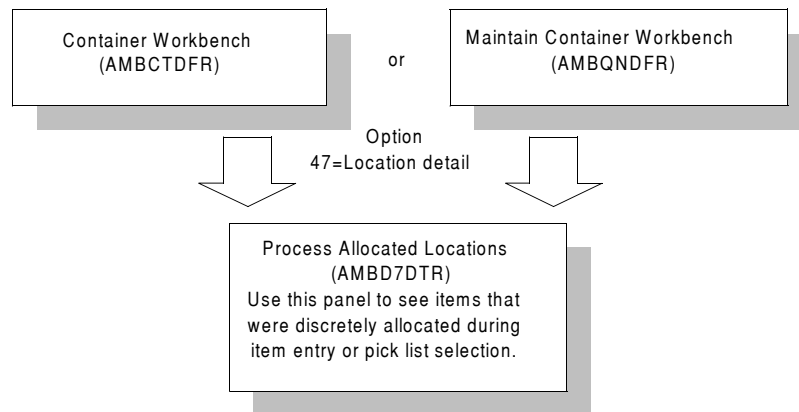 Container Workbench
(AMBCTDFR)
or
Maintain Container Workbench
(AMBQNDFR)
Option
47=Location detail
Process Allocated Locations
(AMBD7DTR)
Use this panel to see items that
were discretely allocated during
item entry or pick list selection.